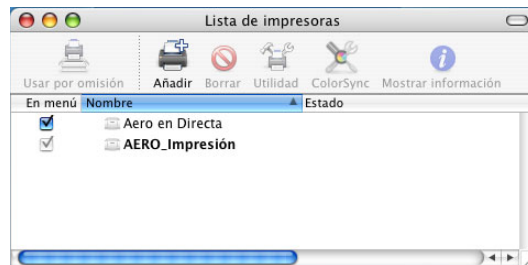 Lista de impresoras
Usar por omisión Añadir Borrar Utilidad ColorSync Mostrar información
En menú Nombre Estado
Aero en Directa
AERO_Impresión